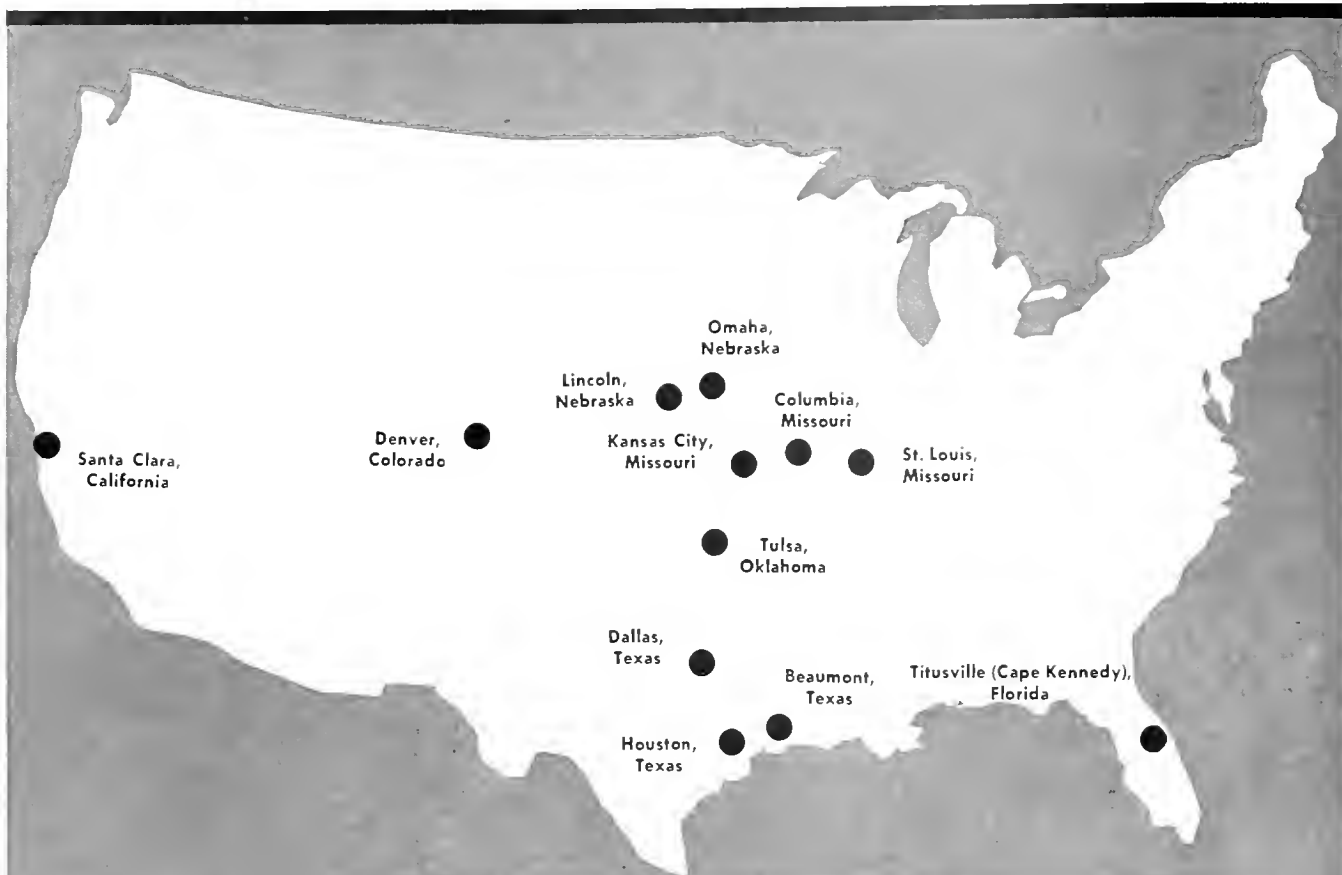 Omaha,
Nebraska
Lincoln,
Nebraska
Columbia,
Missouri
Denver,
Colorado
Kansas City,
Missouri
St. Louis,
Missouri
Santa Clara,
California
Tulsa,
Oklahoma
Dallas,
Texas
Beaumont,
Texas
Titusville (Cape Kennedy),
Florida
Houston,
Texas